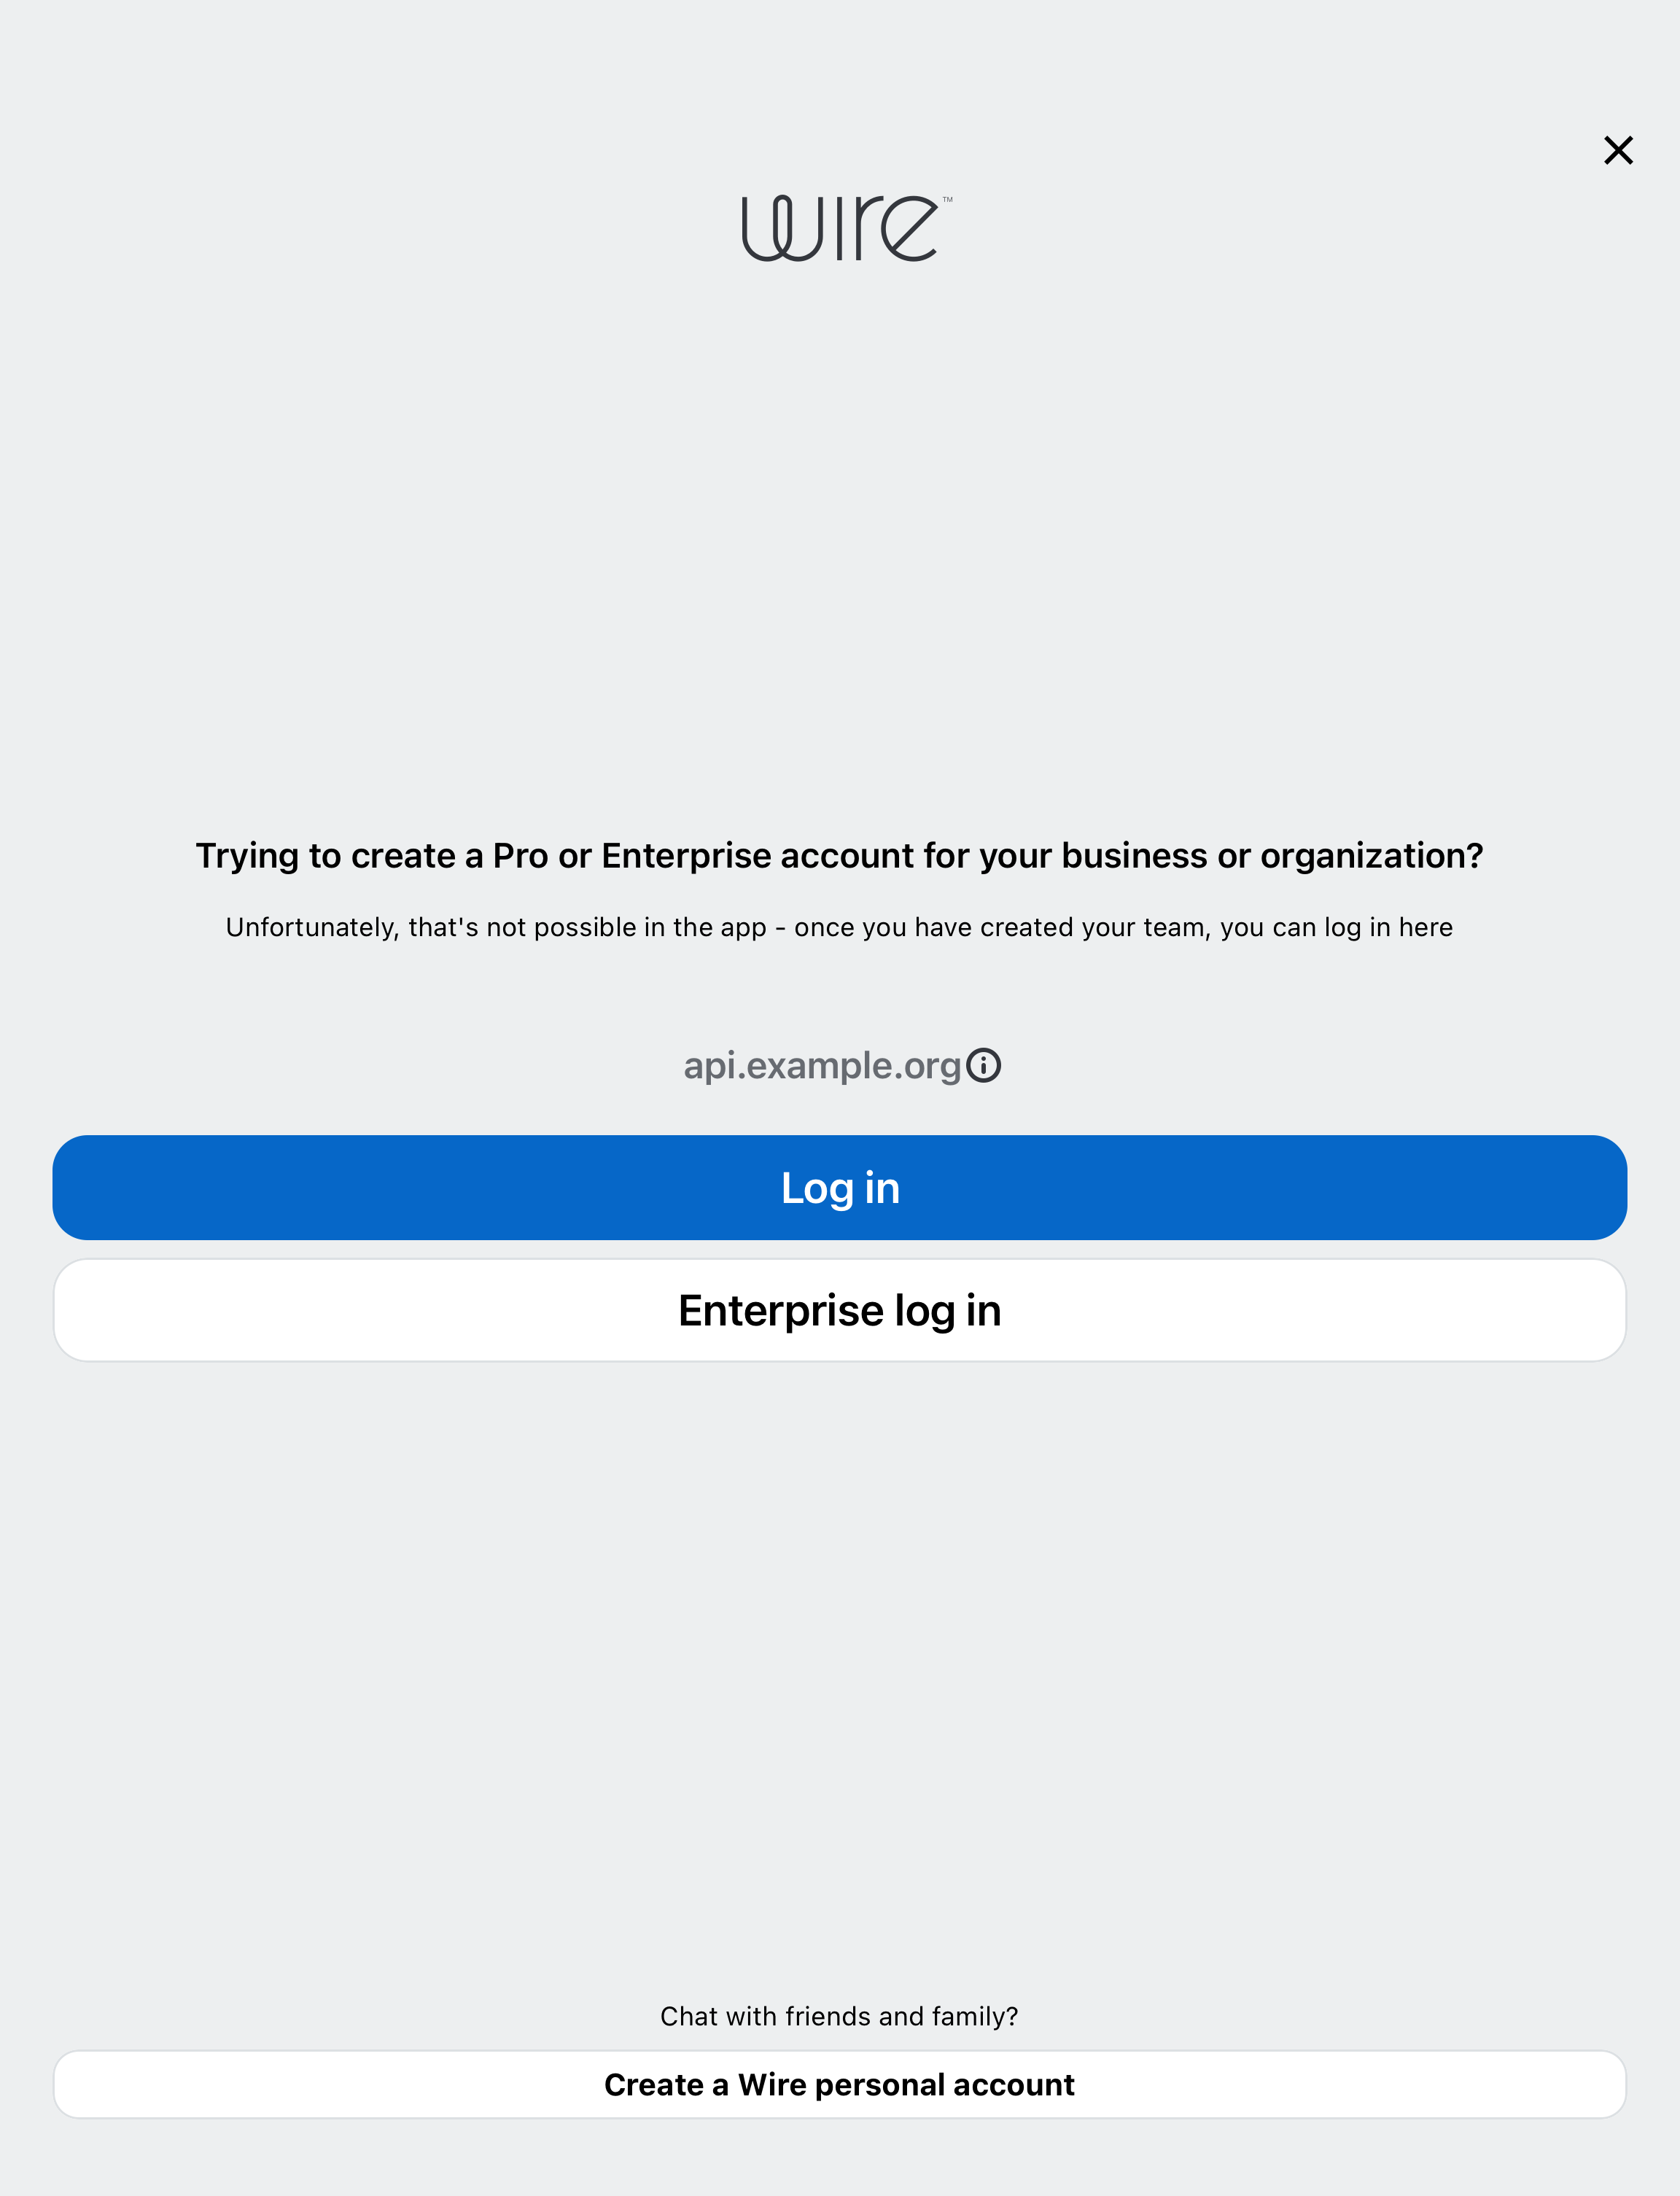 wire™
Trying to create a Pro or Enterprise account for your business or organization?
Unfortunately, that's not possible in the app - once you have created your team, you can log in here
api.example.org
Log in
Enterprise log in
Chat with friends and family?
Create a Wire personal account